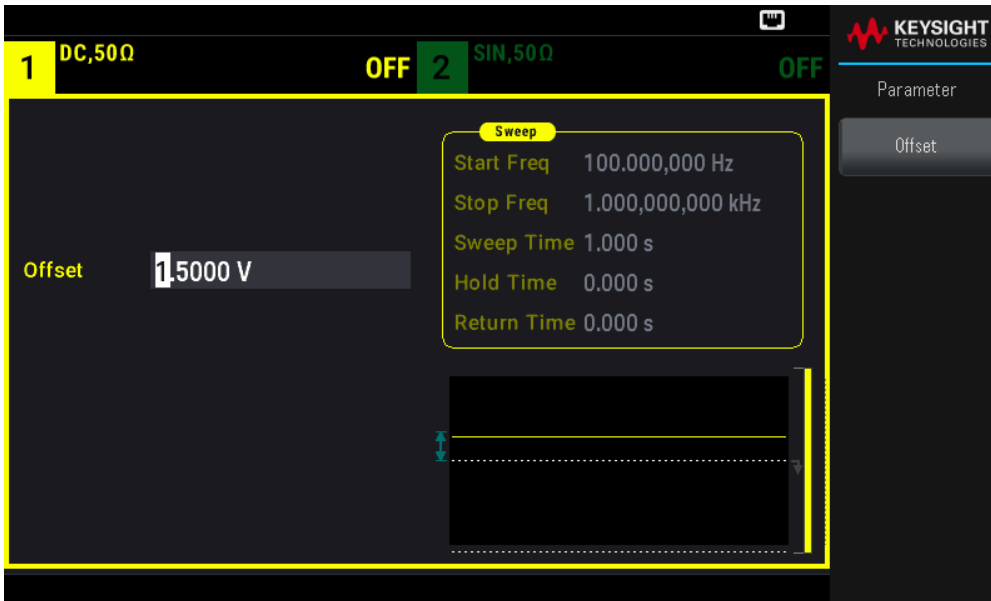 KEYSIGHT
TECHNOLOGIES
1 DC,50Ω OFF 2 SIN,50Ω OFF
Parameter
Offset
Sweep
Start Freq 100.000,000 Hz
Stop Freq 1.000,000,000 kHz
Sweep Time 1.000 s
Offset 1.5000 V
Hold Time 0.000 s
Return Time 0.000 s